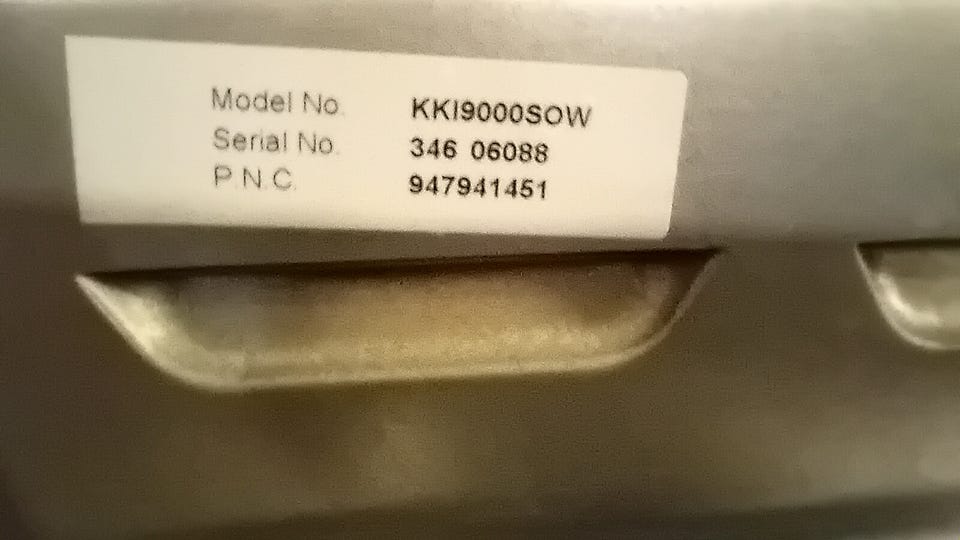 Model No. KKI9000SOW
Serial No. 346 06088
P.N.C. 947941451